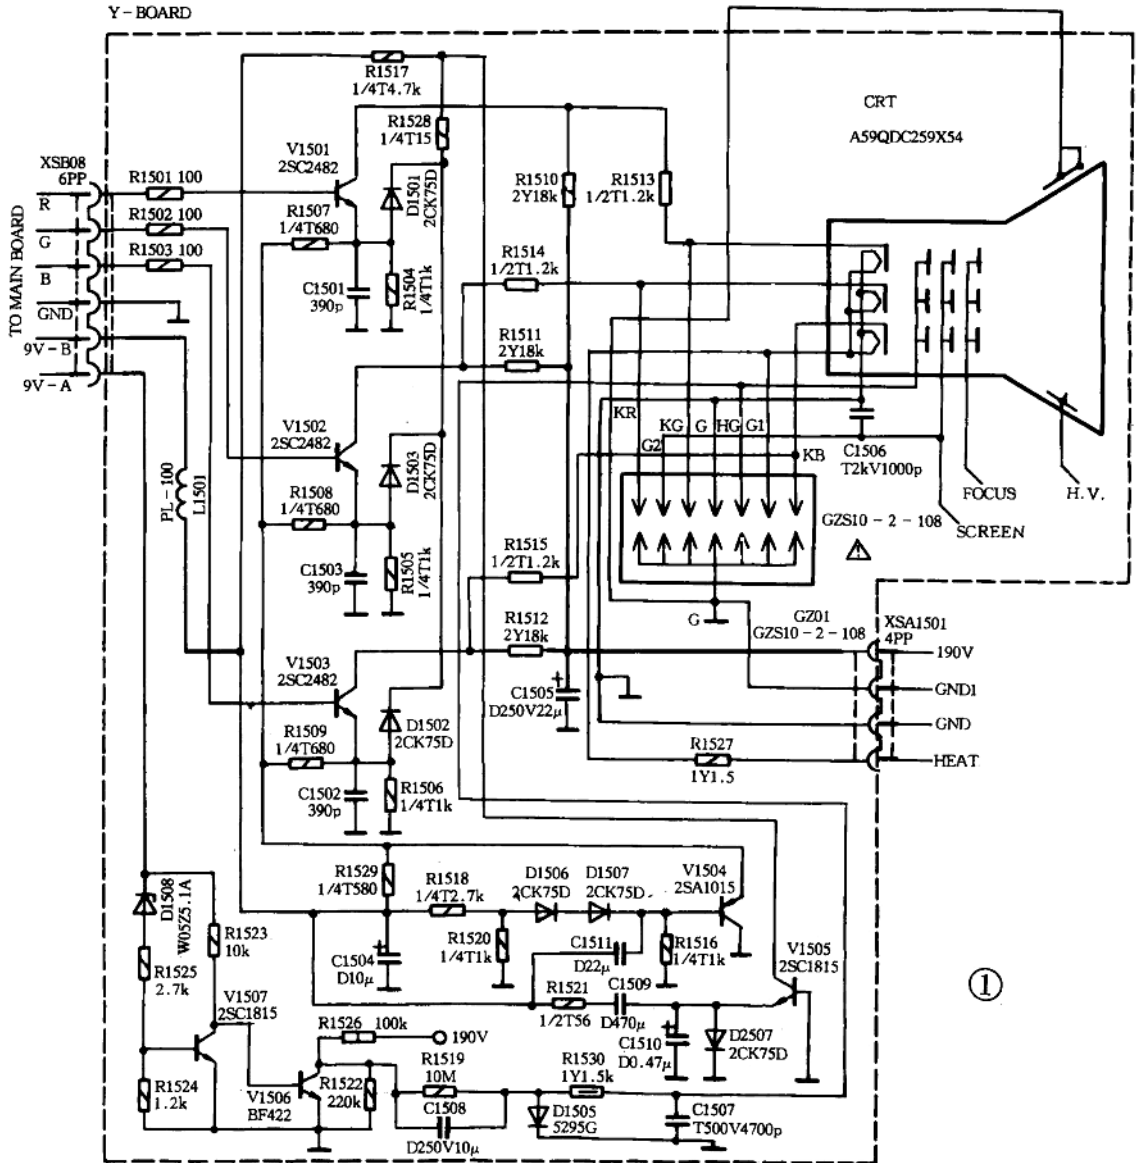 Y-BOARD
R1517
1/4T4.7k
CRT
A59QDC259X54
R1528
1/4T15
V1501
2SC2482
XSB08
6PP
R1501 100
R
R1502 100
G
R1503 100
B
GND
9V-B
9V-A
TO MAIN BOARD
D1501
2CK75D
R1507
1/4T680
C1501
390p
R1504
1/4T1k
R1510
2Y18k
R1513
1/2T1.2k
R1514
1/2T1.2k
R1511
2Y18k
KR
KG
G
HG
G1
G2
KB
C1506
T2kV1000p
FOCUS
H.V.
SCREEN
GZS10-2-108
V1502
2SC2482
D1503
2CK75D
PL-100
L1501
R1508
1/4T680
C1503
390p
R1505
1/4T1k
R1515
1/2T1.2k
R1512
2Y18k
G
GZ01
GZS10-2-108
XSA1501
4PP
190V
GND1
GND
HEAT
V1503
2SC2482
C1505
+
D250V22μ
D1502
2CK75D
R1509
1/4T680
C1502
390p
R1506
1/4T1k
R1527
1Y1.5
R1529
1/4T580
R1518
1/4T2.7k
D1506
2CK75D
D1507
2CK75D
V1504
2SA1015
D1508
W05Z5.1A
R1523
10k
R1525
2.7k
C1504
+
D10μ
R1520
1/4T1k
C1511
D22μ
R1516
1/4T1k
V1505
2SC1815
C1509
R1521
1/2T56
D470μ
V1507
2SC1815
R1526 100k
190V
C1510
+
D0.47μ
D2507
2CK75D
①
R1524
1.2k
V1506
BF422
R1522
220k
R1519
10M
C1508
D250V10μ
R1530
1Y1.5k
D1505
5295G
C1507
T500V4700p